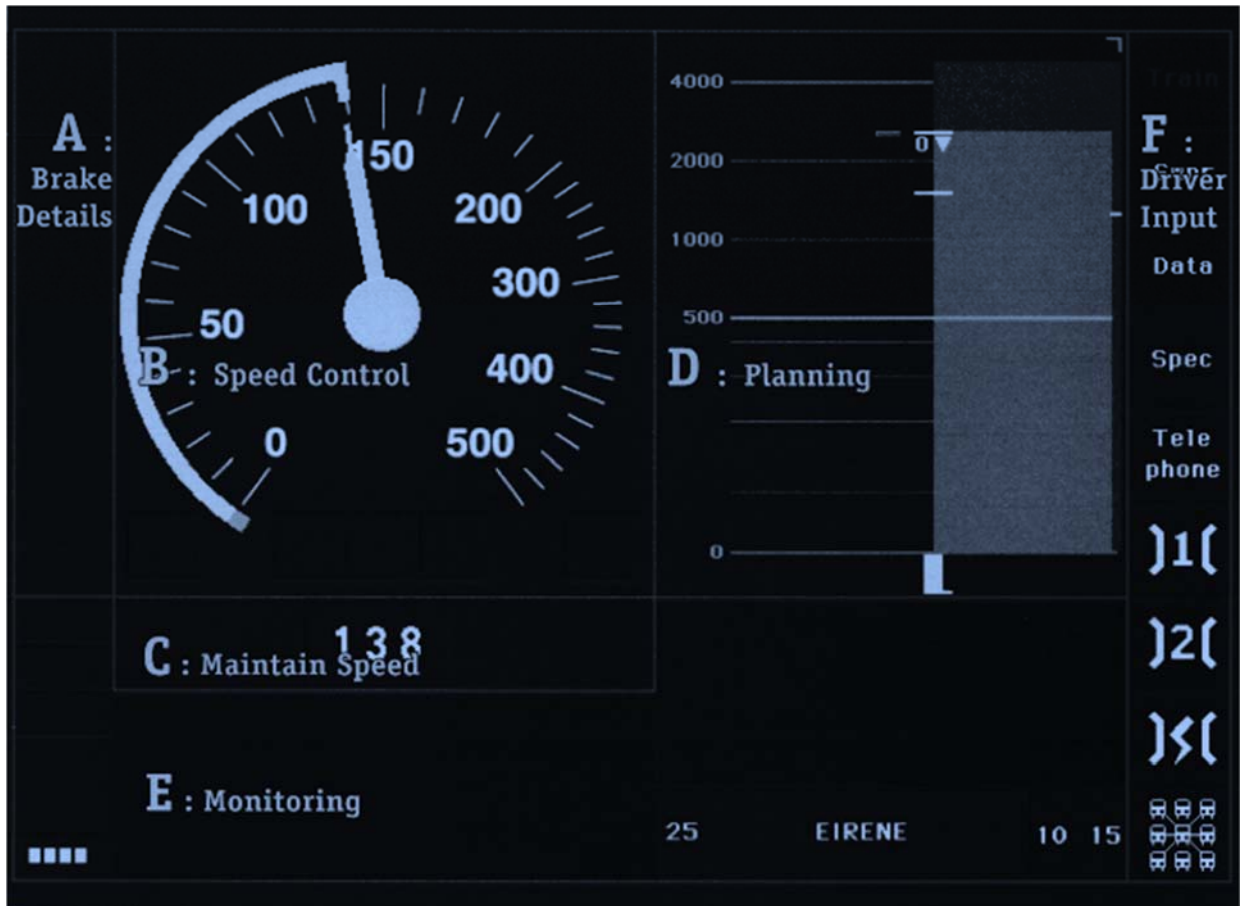 A :
Brake
Details
150
100
200
300
50
400
0
500
B : Speed Control
4000
2000
1000
500
0
0
D : Planning
Train
F :
Driver
Input
Data
Spec
Tele
phone
)1(
)2(
138
C : Maintain Speed
E : Monitoring
25 EIRENE 10 15